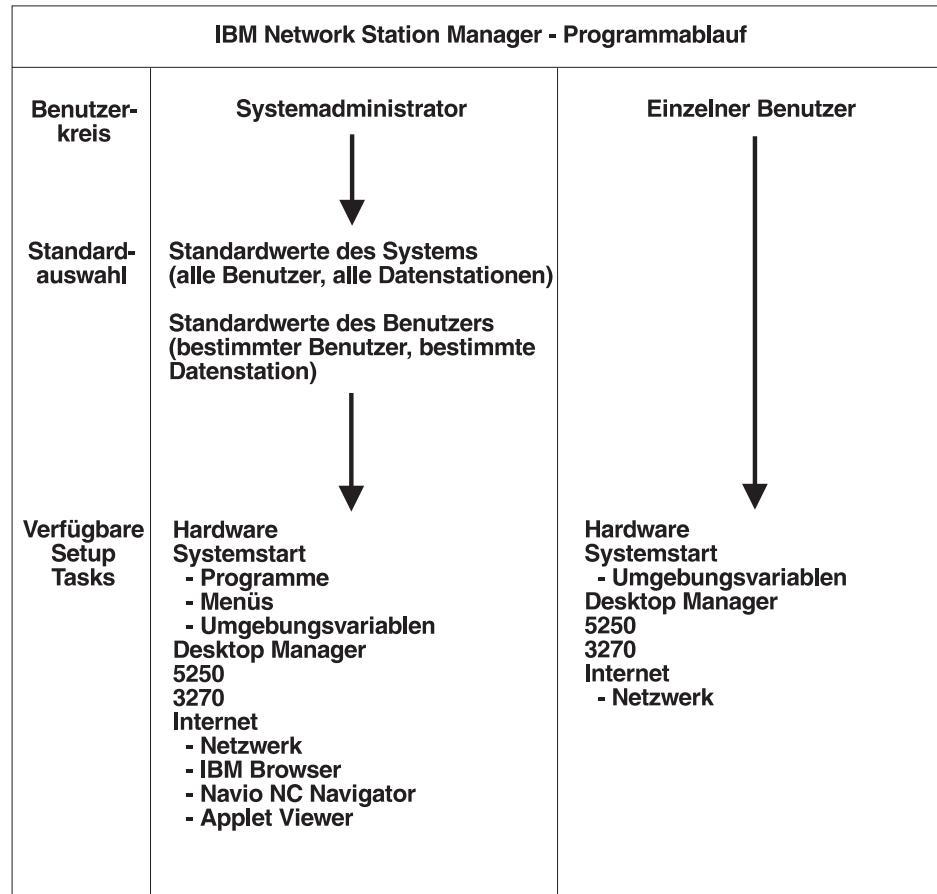 IBM Network Station Manager - Programmablauf
Benutzer-
kreis
Systemadministrator
Einzelner Benutzer
Standard-
auswahl
Standardwerte des Systems
(alle Benutzer, alle Datenstationen)
Standardwerte des Benutzers
(bestimmter Benutzer, bestimmte
Datenstation)
Verfügbare
Setup
Tasks
Hardware
Systemstart
- Programme
- Menüs
- Umgebungsvariablen
Desktop Manager
5250
3270
Internet
- Netzwerk
- IBM Browser
- Navio NC Navigator
- Applet Viewer
Hardware
Systemstart
- Umgebungsvariablen
Desktop Manager
5250
3270
Internet
- Netzwerk